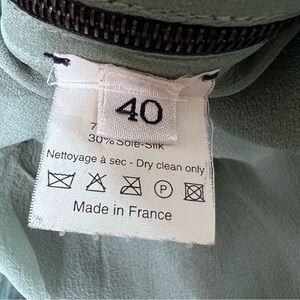 40
30% Soie-Silk
Nettoyage à sec - Dry clean only
P
Made in France